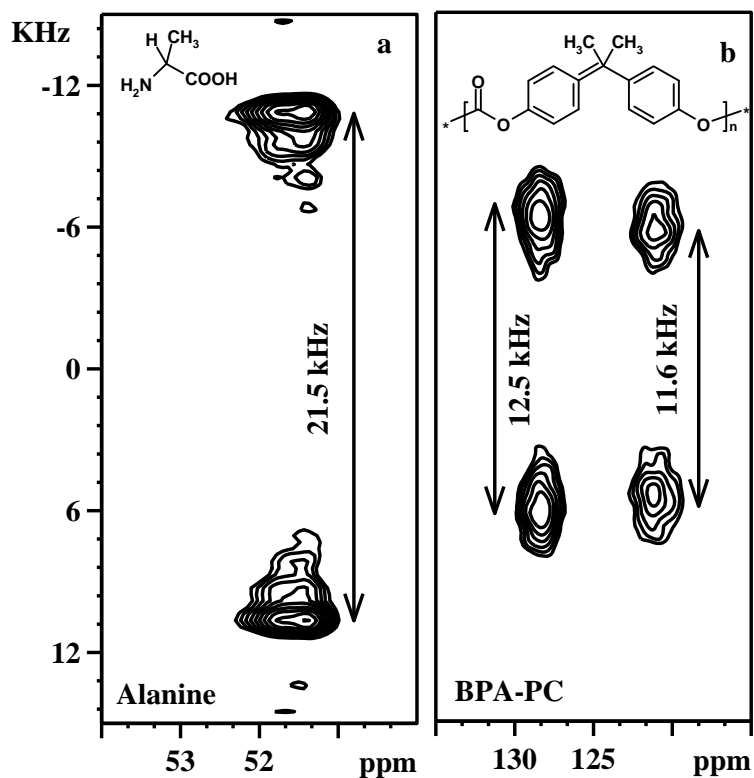 KHz
a
b
H CH3
H2N COOH
H3C CH3
O
* [ O O ]n *
-12
-6
0
6
12
21.5 kHz
12.5 kHz
11.6 kHz
Alanine
BPA-PC
53 52 ppm
130 125 ppm